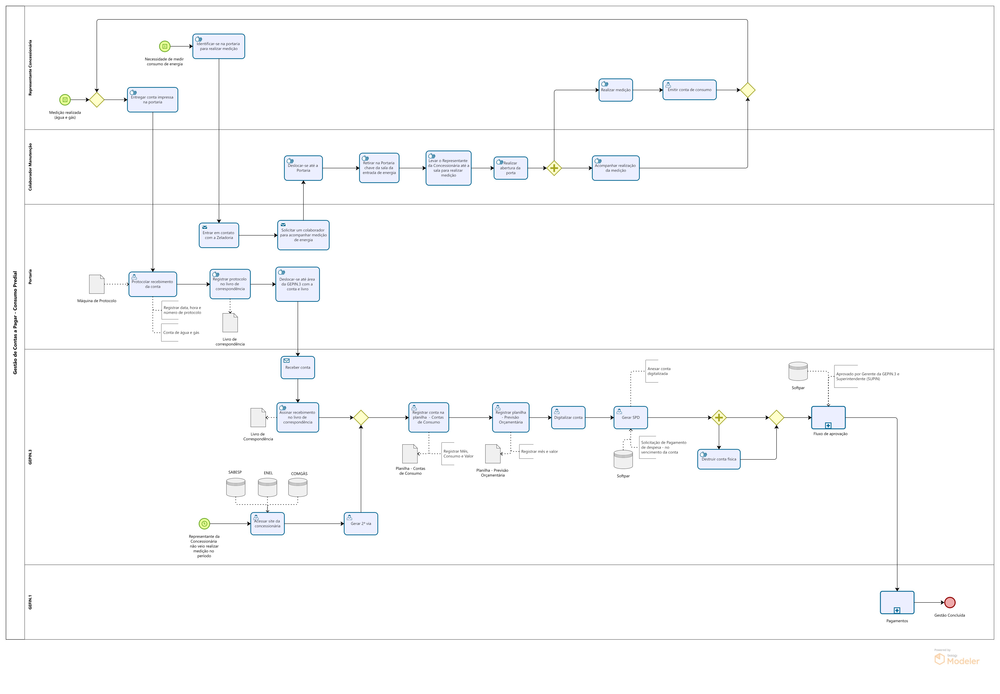 Gestão de Contas a Pagar - Consumo Predial
Representante Concessionária
Necessidade de medir
consumo de energia
Identificar-se na portaria
para realizar medição
Medição realizada
(água e gás)
Entregar conta impressa
na portaria
Realizar medição
Emitir conta de consumo
Colaborador Manutenção
Deslocar-se até a
Portaria
Retirar na Portaria
chave da sala da
entrada de energia
Levar o Representante
da Concessionária até a
sala para realizar
medição
Realizar
abertura da
porta
Acompanhar realização
da medição
Portaria
Entrar em contato
com a Zeladoria
Solicitar um colaborador
para acompanhar medição
de energia
Máquina de Protocolo
Protocolar recebimento
da conta
Registrar protocolo
no livro de
correspondência
Deslocar-se até área
da GEPIN.3 com a
conta e livro
Registrar data, hora e
número de protocolo
Conta de água e gás
Livro de
correspondência
GEPIN.3
Receber conta
Assinar recebimento
no livro de
correspondência
Livro de
Correspondência
Registrar conta na
planilha - Contas
de Consumo
Registrar planilha
- Previsão
Orçamentária
Digitalizar conta
Gerar SPD
Anexar conta
digitalizada
Softpar
Aprovado por Gerente da GEPIN.3 e
Superintendente (SUPIN)
Fluxo de aprovação
Planilha - Contas
de Consumo
Registrar Mês,
Consumo e Valor
Planilha - Previsão
Orçamentária
Registrar mês e valor
Softpar
Solicitação de Pagamento
de despesa - no
vencimento da conta
Destruir conta física
SABESP
ENEL
COMGÀS
Representante da
Concessionária
não veio realizar
medição no
período
Acessar site da
concessionária
Gerar 2ª via
GEFIN.1
Pagamentos
Gestão Concluída
Powered by
bizagi
Modeler